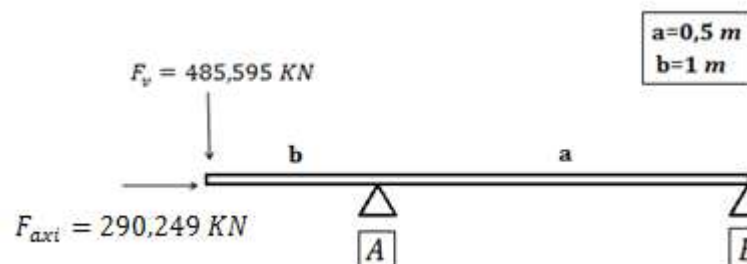 a=0,5 m
b=1 m
F_v = 485,595 KN
b a
F_axi = 290,249 KN
A